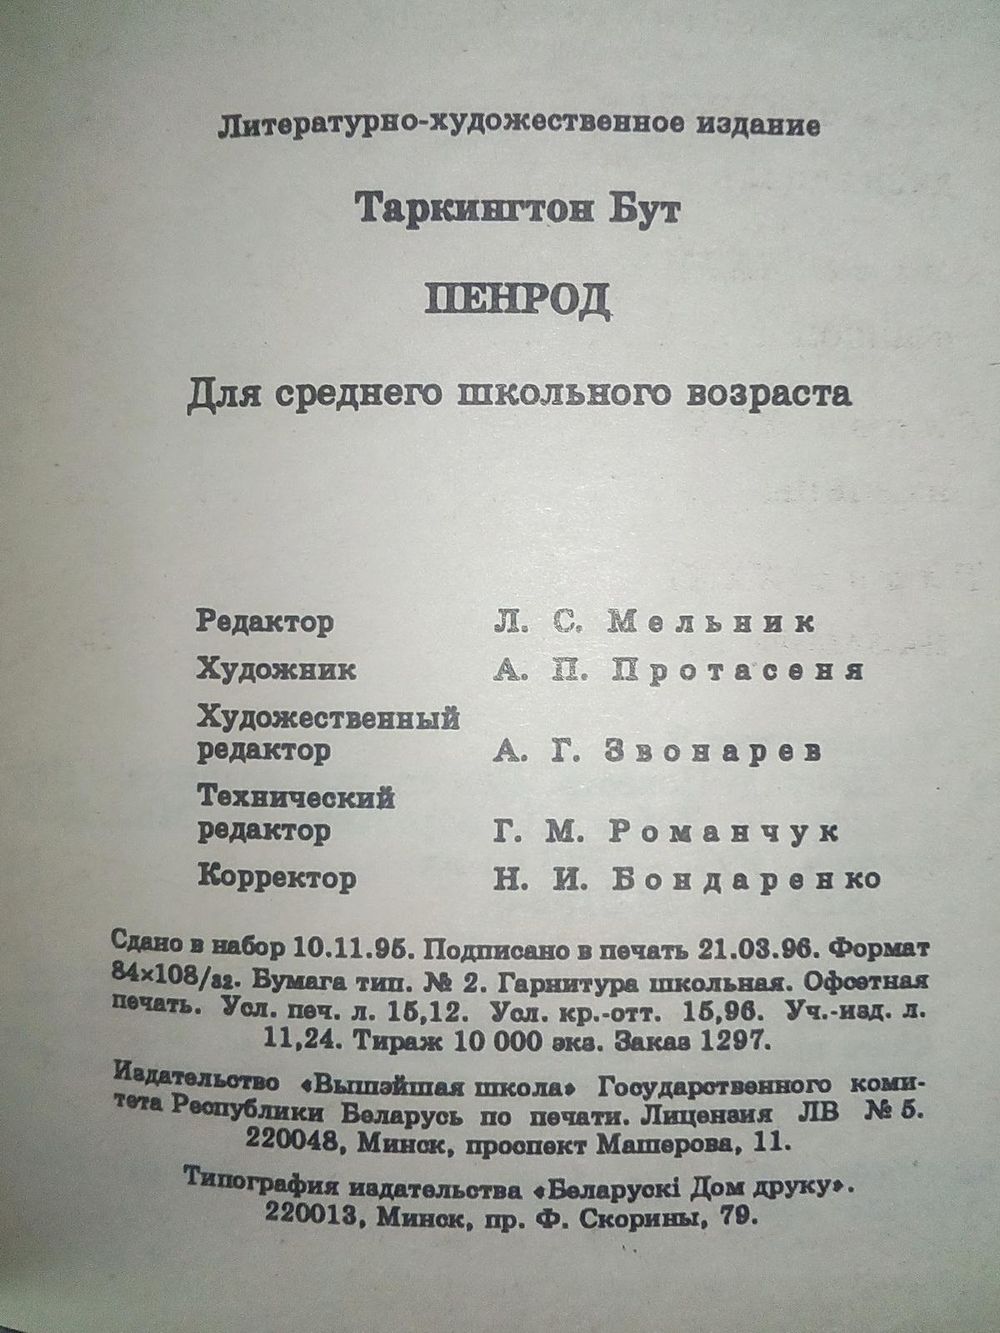 Литературно-художественное издание
Таркингтон Бут
ПЕНРОД
Для среднего школьного возраста
Редактор Л. С. Мельник
Художник А. П. Протасеня
Художественный
редактор А. Г. Звонарев
Технический
редактор Г. М. Романчук
Корректор Н. И. Бондаренко
Сдано в набор 10.11.95. Подписано в печать 21.03.96. Формат
84×108/32. Бумага тип. № 2. Гарнитура школьная. Офсетная
печать. Усл. печ. л. 15,12. Усл. кр.-отт. 15,96. Уч.-изд. л.
11,24. Тираж 10 000 экз. Заказ 1297.
Издательство «Вышэйшая школа» Государственного коми-
тета Республики Беларусь по печати. Лицензия ЛВ № 5.
220048, Минск, проспект Машерова, 11.
Типография издательства «Беларускі Дом друку».
220013, Минск, пр. Ф. Скорины, 79.